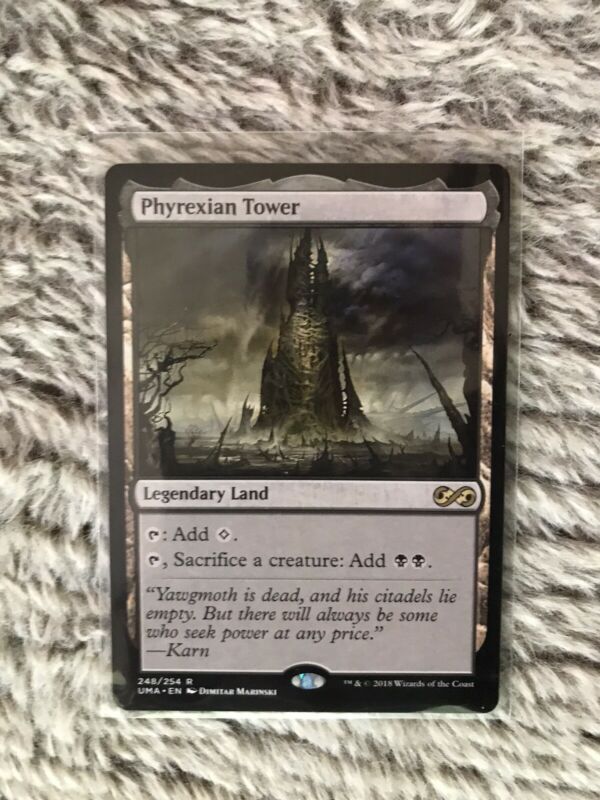 Phyrexian Tower
Legendary Land
: Add .
, Sacrifice a creature: Add .
“Yawgmoth is dead, and his citadels lie
empty. But there will always be some
who seek power at any price.”
—Karn
248/254 R
UMA • EN Dimitar Marinski
™ & © 2018 Wizards of the Coast